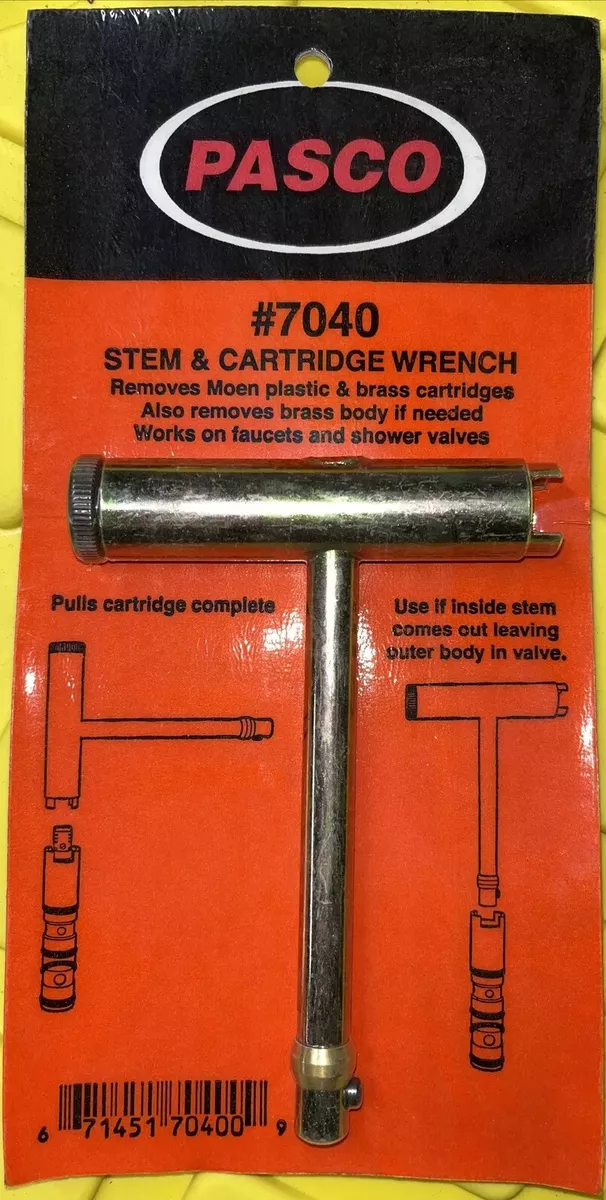 PASCO
#7040
STEM & CARTRIDGE WRENCH
Removes Moen plastic & brass cartridges
Also removes brass body if needed
Works on faucets and shower valves
Pulls cartridge complete
Use if inside stem
comes out leaving
outer body in valve.
6 71451 70400 9